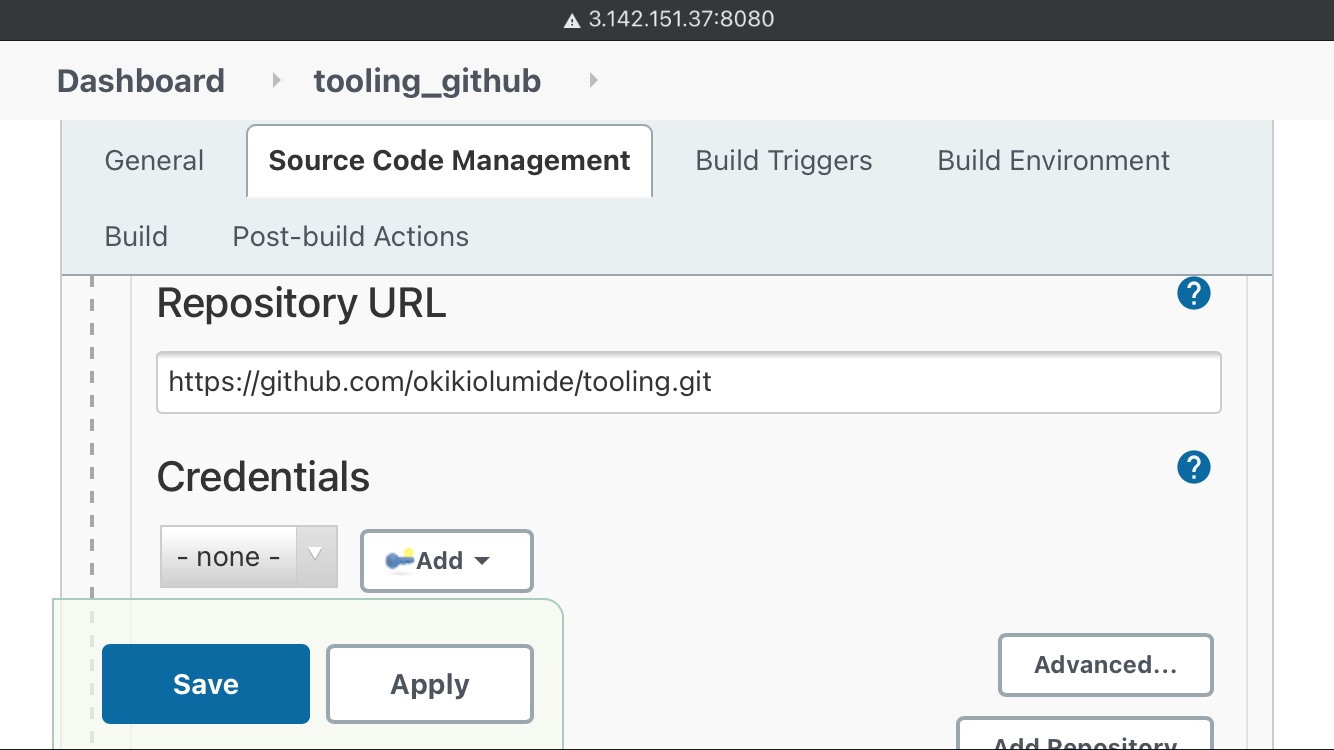 3.142.151.37:8080
Dashboard tooling_github
General Source Code Management Build Triggers Build Environment
Build Post-build Actions
Repository URL ?
https://github.com/okikiolumide/tooling.git
Credentials ?
- none - Add
Save Apply Advanced...
Add Repository